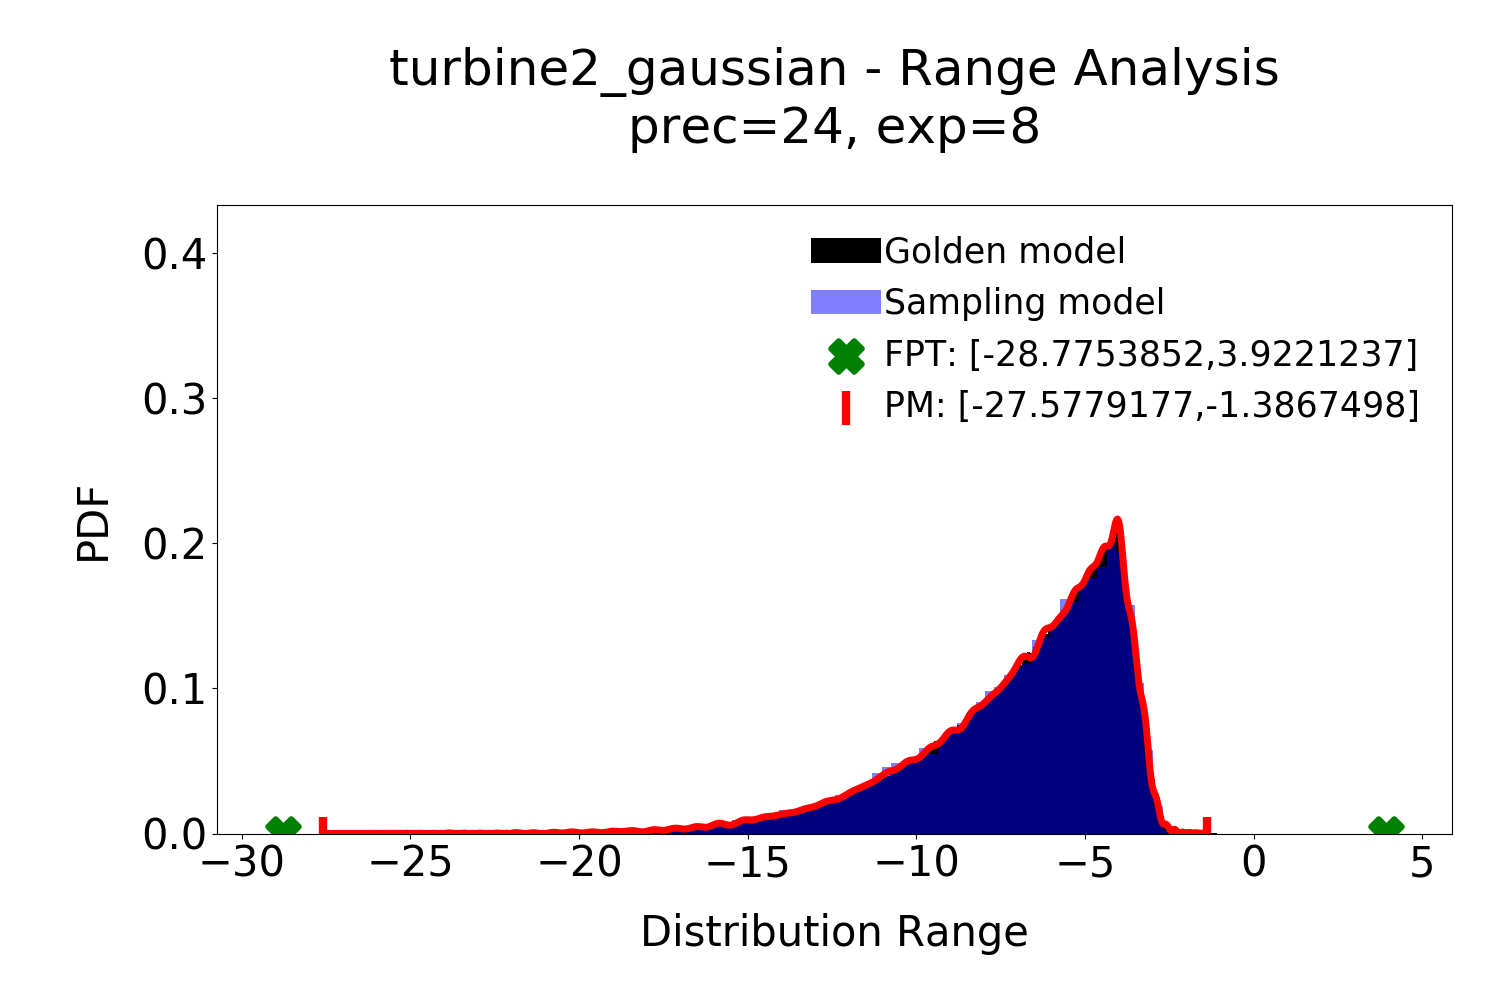 turbine2_gaussian - Range Analysis
prec=24, exp=8
Golden model
Sampling model
FPT: [-28.7753852,3.9221237]
PM: [-27.5779177,-1.3867498]
PDF
0.4
0.3
0.2
0.1
0.0
−30 −25 −20 −15 −10 −5 0 5
Distribution Range